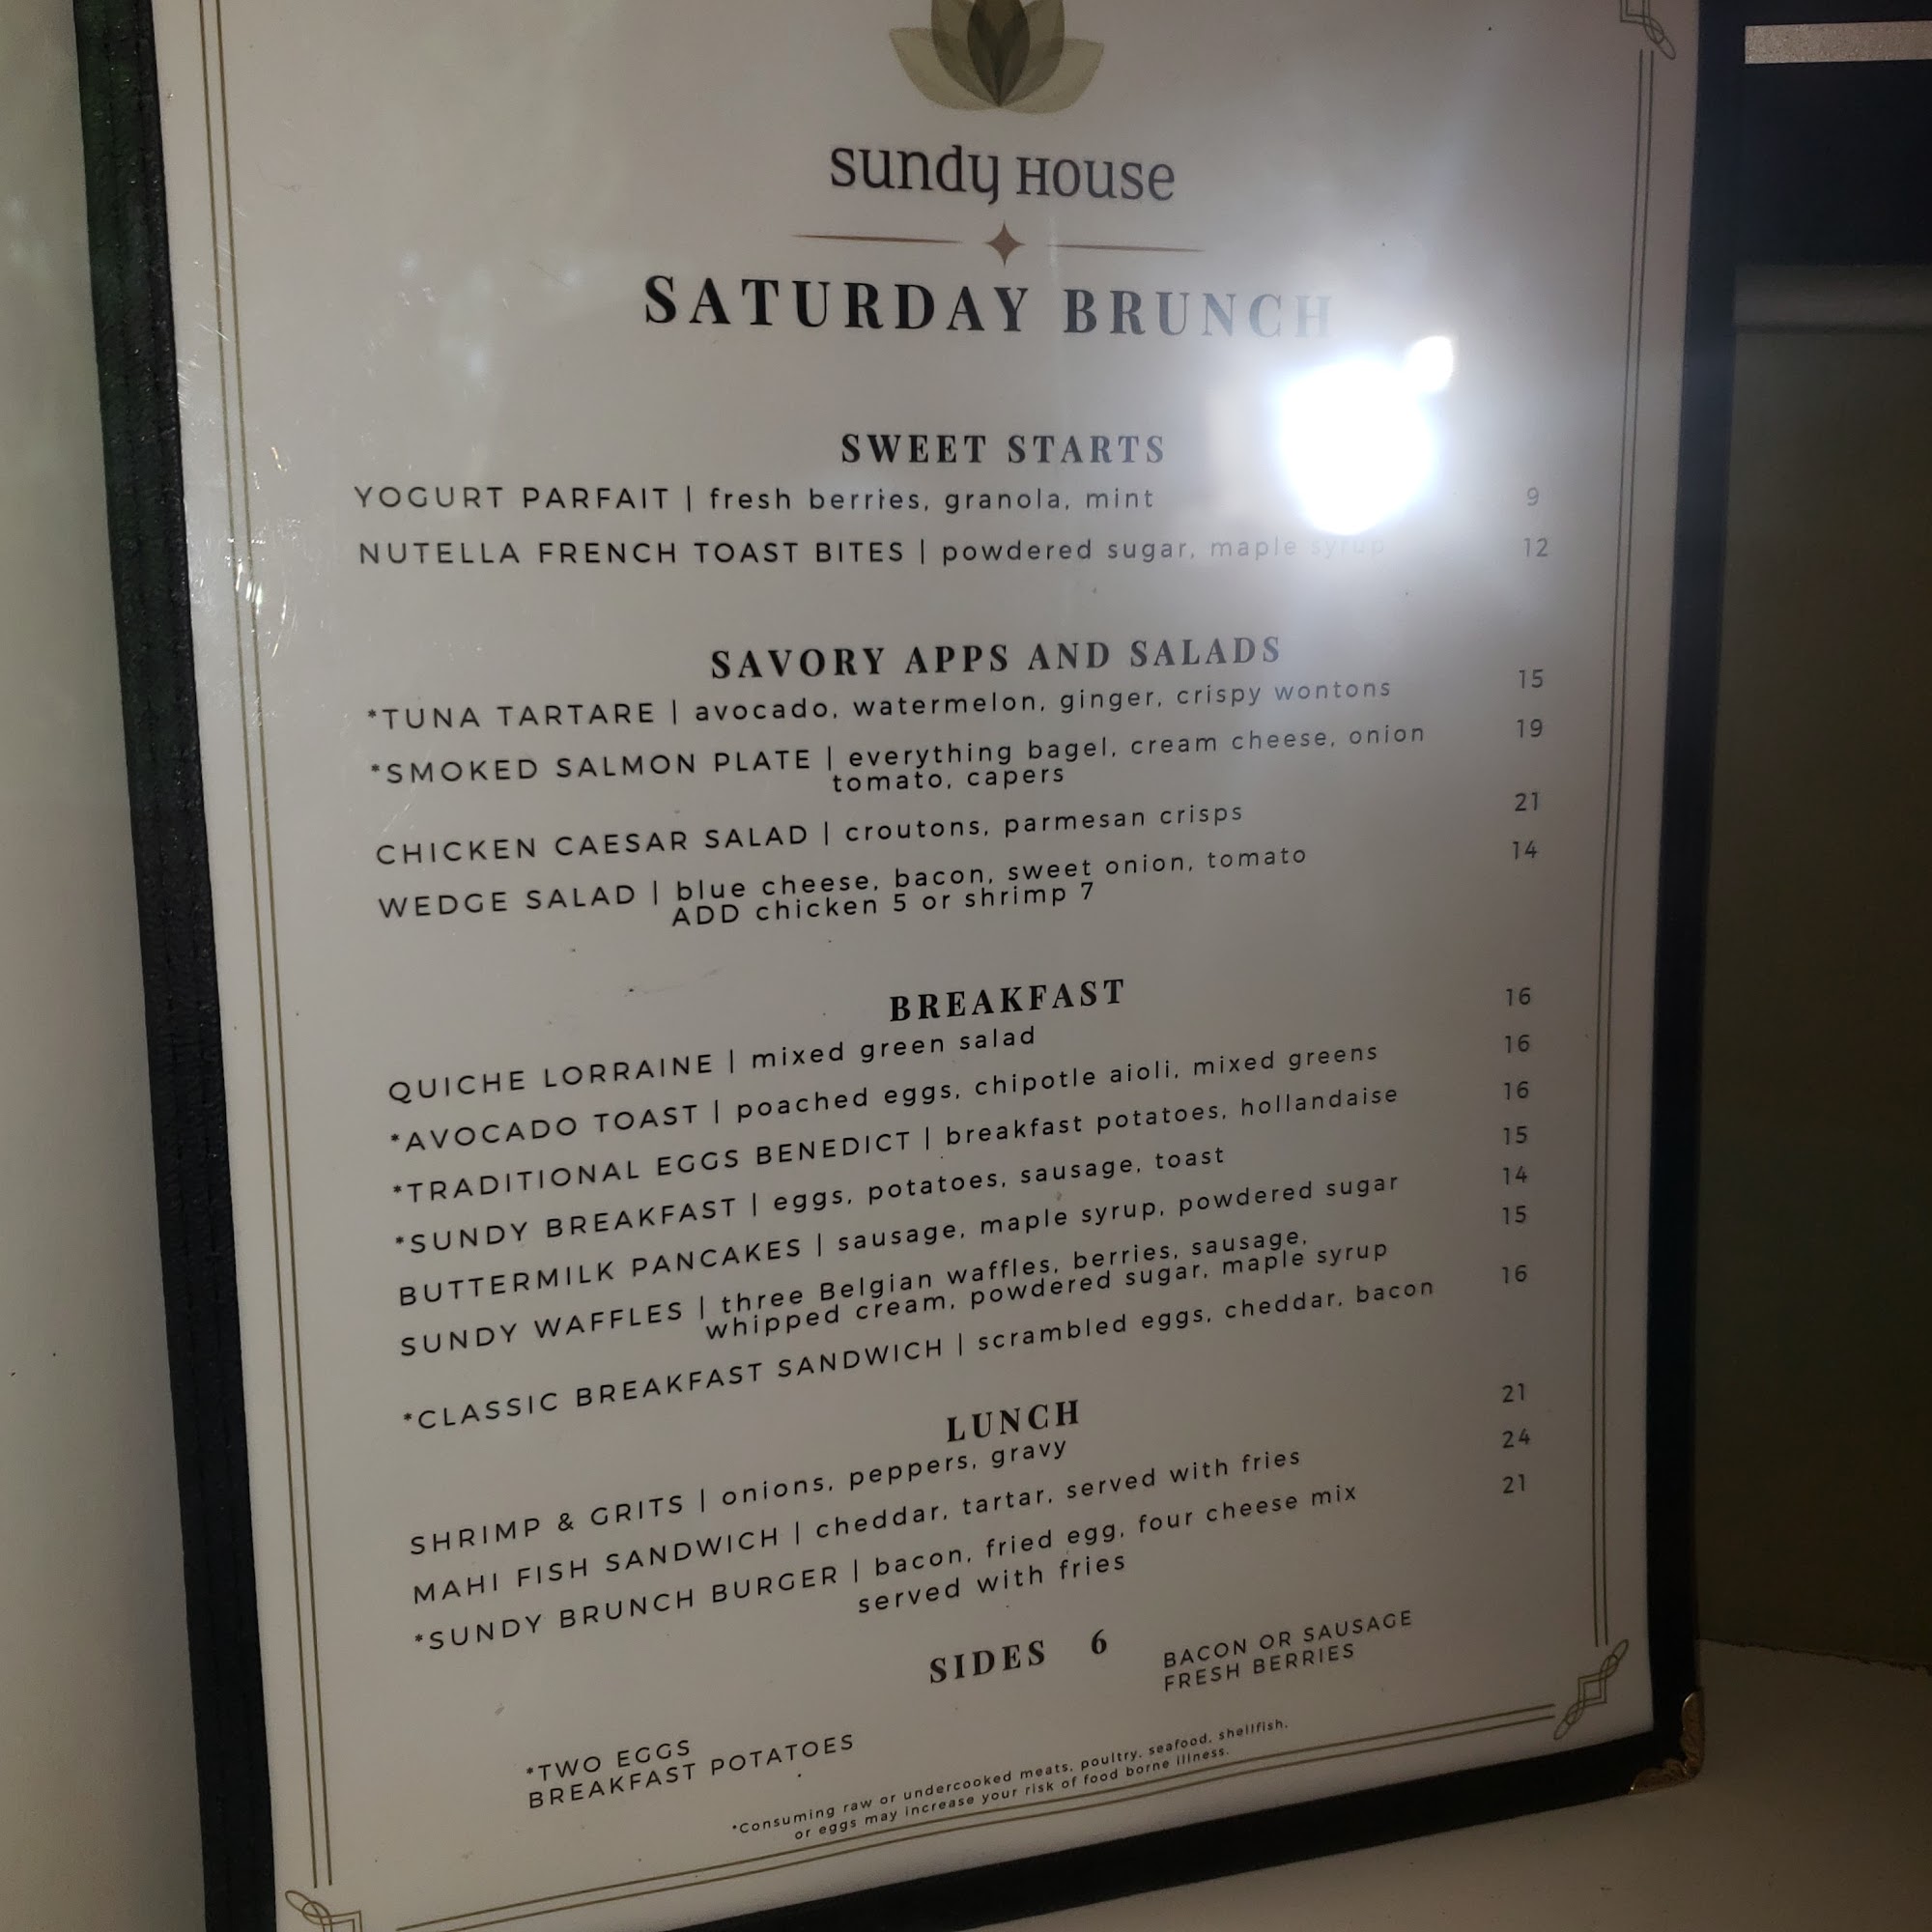 sundy House
SATURDAY BRUNCH
SWEET STARTS
YOGURT PARFAIT | fresh berries, granola, mint 9
NUTELLA FRENCH TOAST BITES | powdered sugar, maple syrup 12
SAVORY APPS AND SALADS
*TUNA TARTARE | avocado, watermelon, ginger, crispy wontons 15
*SMOKED SALMON PLATE | everything bagel, cream cheese, onion 19
tomato, capers
CHICKEN CAESAR SALAD | croutons, parmesan crisps 21
WEDGE SALAD | blue cheese, bacon, sweet onion, tomato 14
ADD chicken 5 or shrimp 7
BREAKFAST
QUICHE LORRAINE | mixed green salad 16
*AVOCADO TOAST | poached eggs, chipotle aioli, mixed greens 16
*TRADITIONAL EGGS BENEDICT | breakfast potatoes, hollandaise 16
*SUNDY BREAKFAST | eggs, potatoes, sausage, toast 15
BUTTERMILK PANCAKES | sausage, maple syrup, powdered sugar 14
SUNDY WAFFLES | three Belgian waffles, berries, sausage, 15
whipped cream, powdered sugar, maple syrup
*CLASSIC BREAKFAST SANDWICH | scrambled eggs, cheddar, bacon 16
LUNCH
SHRIMP & GRITS | onions, peppers, gravy 21
MAHI FISH SANDWICH | cheddar, tartar, served with fries 24
*SUNDY BRUNCH BURGER | bacon, fried egg, four cheese mix 21
served with fries
SIDES 6
*TWO EGGS
BREAKFAST POTATOES
BACON OR SAUSAGE
FRESH BERRIES
*Consuming raw or undercooked meats, poultry, seafood, shellfish,
or eggs may increase your risk of food borne illness.